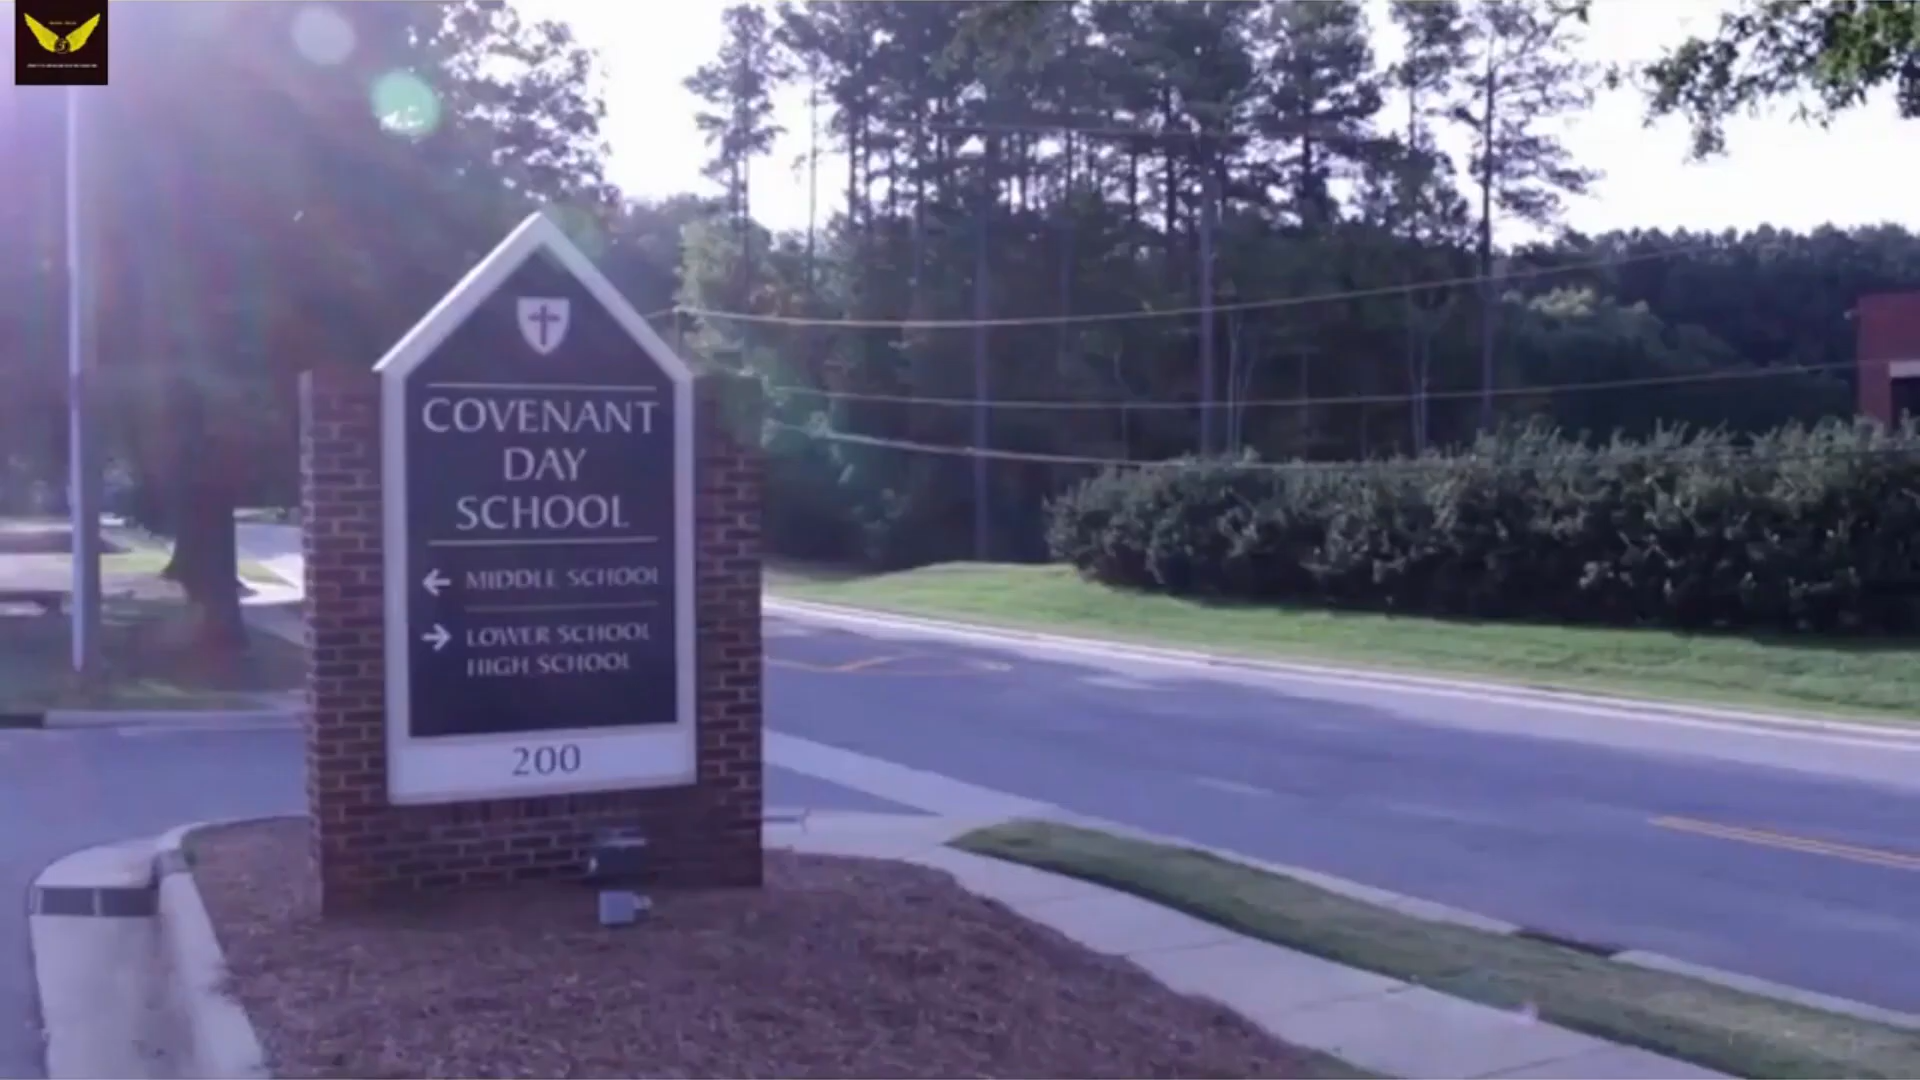 COVENANT
DAY
SCHOOL
← MIDDLE SCHOOL
→ LOWER SCHOOL
HIGH SCHOOL
200